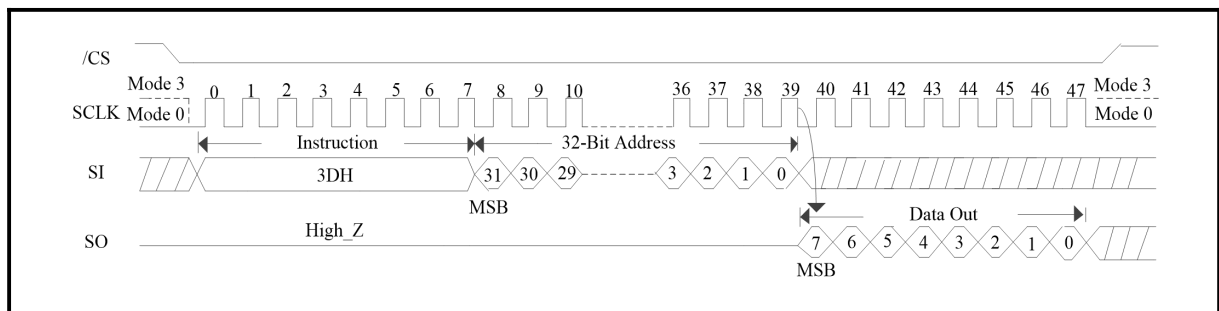 /CS
Mode 3 0 1 2 3 4 5 6 7 8 9 10 36 37 38 39 40 41 42 43 44 45 46 47 Mode 3
SCLK Mode 0 Mode 0
Instruction 32-Bit Address
SI 3DH 31 30 29 3 2 1 0
MSB
High_Z Data Out
SO 7 6 5 4 3 2 1 0
MSB